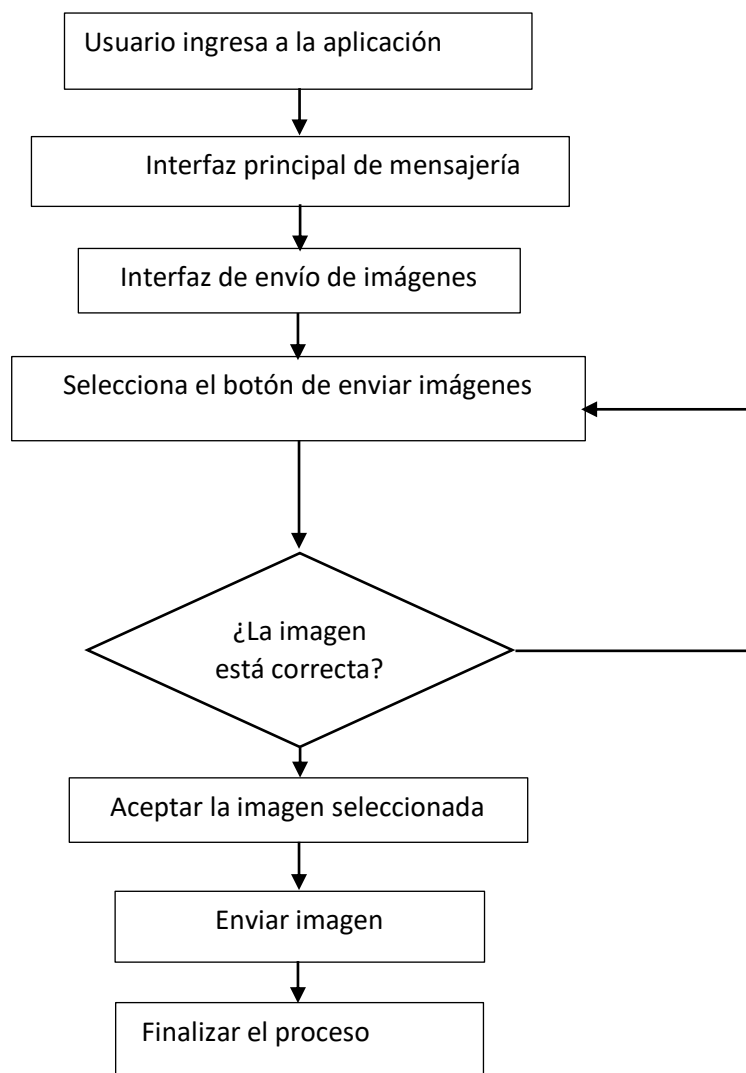 Usuario ingresa a la aplicación
Interfaz principal de mensajería
Interfaz de envío de imágenes
Selecciona el botón de enviar imágenes
¿La imagen
está correcta?
Aceptar la imagen seleccionada
Enviar imagen
Finalizar el proceso